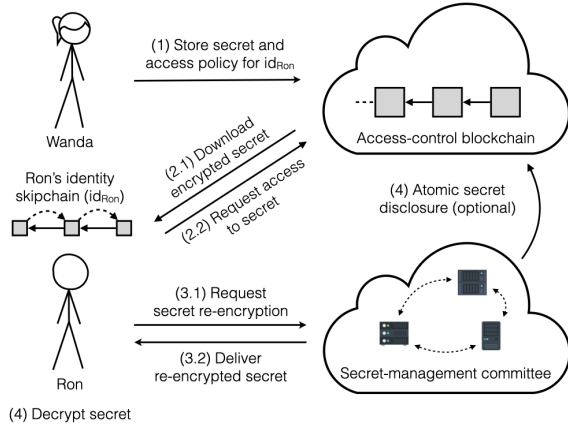 (1) Store secret and
access policy for idRon
Wanda
Access-control blockchain
(2.1) Download
encrypted secret
(2.2) Request access
to secret
Ron's identity
skipchain (idRon)
(4) Atomic secret
disclosure (optional)
(3.1) Request
secret re-encryption
(3.2) Deliver
re-encrypted secret
Ron
Secret-management committee
(4) Decrypt secret